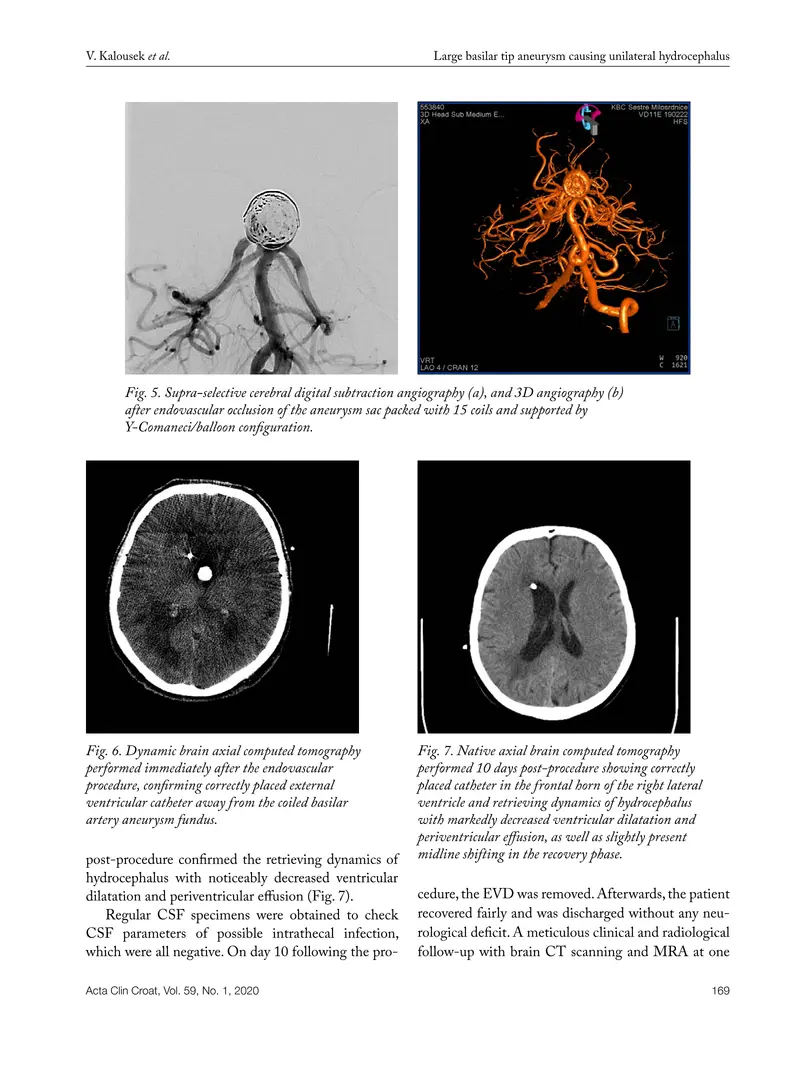 V. Kalousek et al.
Large basilar tip aneurysm causing unilateral hydrocephalus
553840
3D Head Sub Medium E...
XA
KBC Sestre Milosrdnice
VD11E 190222
HFS
A
VRT
LAO 4 / CRAN 12
W 920
C 1621
Fig. 5. Supra-selective cerebral digital subtraction angiography (a), and 3D angiography (b)
after endovascular occlusion of the aneurysm sac packed with 15 coils and supported by
Y-Comaneci/balloon configuration.
Fig. 6. Dynamic brain axial computed tomography
performed immediately after the endovascular
procedure, confirming correctly placed external
ventricular catheter away from the coiled basilar
artery aneurysm fundus.
post-procedure confirmed the retrieving dynamics of
hydrocephalus with noticeably decreased ventricular
dilatation and periventricular effusion (Fig. 7).
Regular CSF specimens were obtained to check
CSF parameters of possible intrathecal infection,
which were all negative. On day 10 following the pro-
Fig. 7. Native axial brain computed tomography
performed 10 days post-procedure showing correctly
placed catheter in the frontal horn of the right lateral
ventricle and retrieving dynamics of hydrocephalus
with markedly decreased ventricular dilatation and
periventricular effusion, as well as slightly present
midline shifting in the recovery phase.
cedure, the EVD was removed. Afterwards, the patient
recovered fairly and was discharged without any neu-
rological deficit. A meticulous clinical and radiological
follow-up with brain CT scanning and MRA at one
Acta Clin Croat, Vol. 59, No. 1, 2020
169